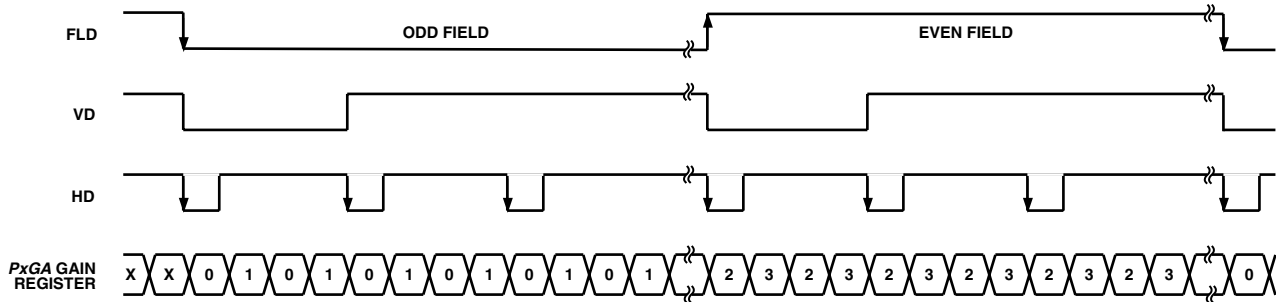 FLD
ODD FIELD
EVEN FIELD
VD
HD
PxGA GAIN
REGISTER
X X 0 1 0 1 0 1 0 1 0 1 0 1 2 3 2 3 2 3 2 3 2 3 2 3 0